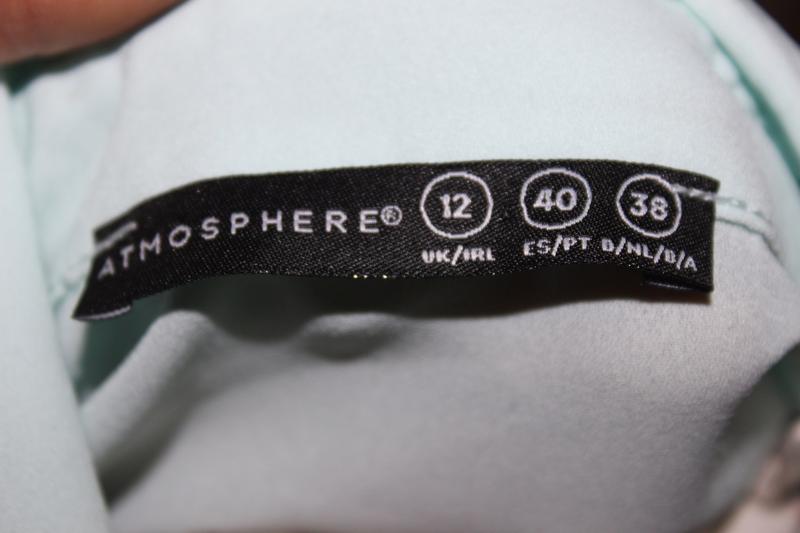 ATMOSPHERE® 12 40 38
UK/IRL ES/PT D/NL/B/A